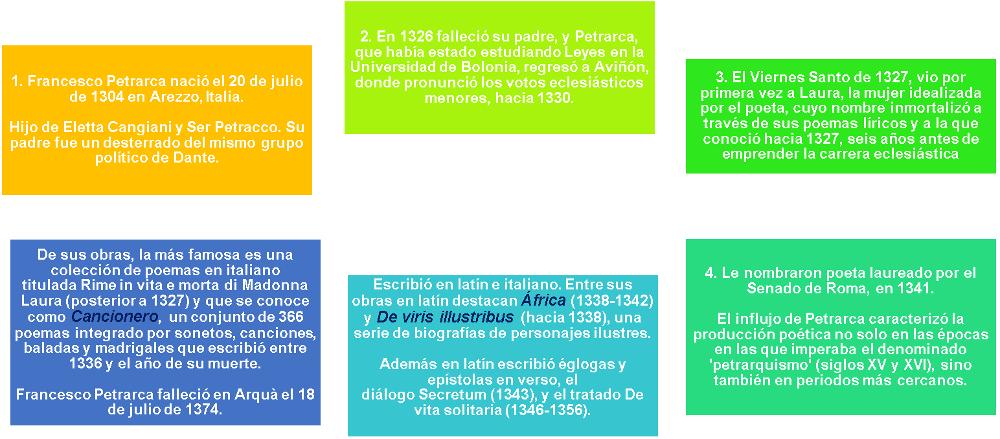 1. Francesco Petrarca nació el 20 de julio
de 1304 en Arezzo, Italia.
Hijo de Eletta Cangiani y Ser Petracco. Su
padre fue un desterrado del mismo grupo
político de Dante.
2. En 1326 falleció su padre, y Petrarca,
que había estado estudiando Leyes en la
Universidad de Bolonia, regresó a Aviñón,
donde pronunció los votos eclesiásticos
menores, hacia 1330.
3. El Viernes Santo de 1327, vio por
primera vez a Laura, la mujer idealizada
por el poeta, cuyo nombre inmortalizó a
través de sus poemas líricos y a la que
conoció hacia 1327, seis años antes de
emprender la carrera eclesiástica
4. Le nombraron poeta laureado por el
Senado de Roma, en 1341.
El influjo de Petrarca caracterizó la
producción poética no solo en las épocas
en las que imperaba el denominado
'petrarquismo' (siglos XV y XVI), sino
también en periodos más cercanos.
Escribió en latín e italiano. Entre sus
obras en latín destacan África (1338-1342)
y De viris illustribus (hacia 1338), una
serie de biografías de personajes ilustres.
Además en latín escribió églogas y
epístolas en verso, el
diálogo Secretum (1343), y el tratado De
vita solitaria (1346-1356).
De sus obras, la más famosa es una
colección de poemas en italiano
titulada Rime in vita e morta di Madonna
Laura (posterior a 1327) y que se conoce
como Cancionero, un conjunto de 366
poemas integrado por sonetos, canciones,
baladas y madrigales que escribió entre
1336 y el año de su muerte.
Francesco Petrarca falleció en Arquà el 18
de julio de 1374.